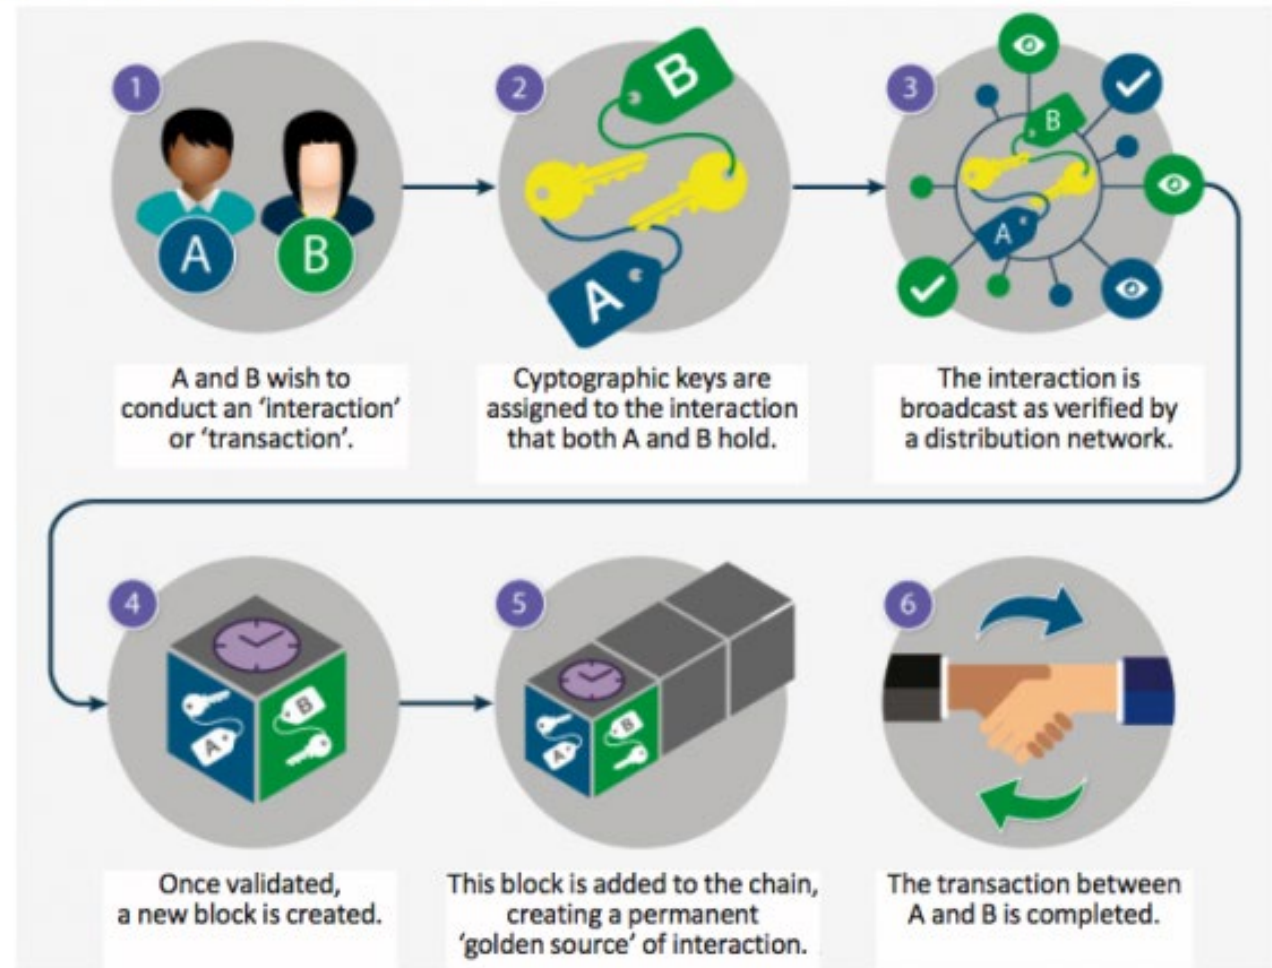 1
A
B
A and B wish to
conduct an ‘interaction’
or ‘transaction’.
2
B
A
Cyptographic keys are
assigned to the interaction
that both A and B hold.
3
B
A
The interaction is
broadcast as verified by
a distribution network.
4
A
B
Once validated,
a new block is created.
5
A
B
This block is added to the chain,
creating a permanent
‘golden source’ of interaction.
6
The transaction between
A and B is completed.